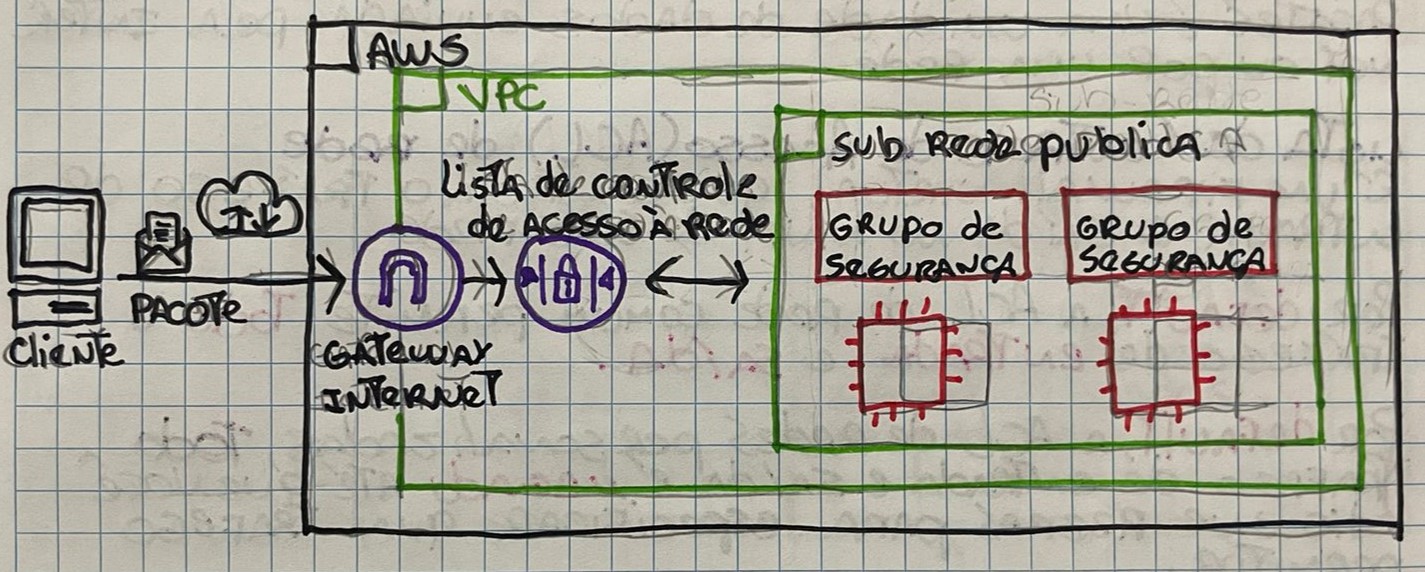 AWS
VPC
Sub Rede publica
Lista de controle
de Acesso à Rede
Grupo de
Segurança
Grupo de
Segurança
Pacote
Cliente
Gateway
Internet